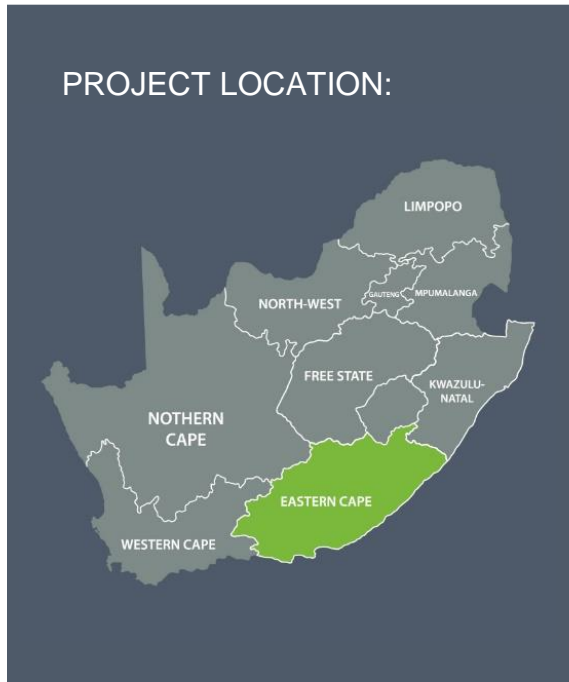 PROJECT LOCATION:
LIMPOPO
GAUTENG
MPUMALANGA
NORTH-WEST
FREE STATE
KWAZULU-
NATAL
NOTHERN
CAPE
EASTERN CAPE
WESTERN CAPE